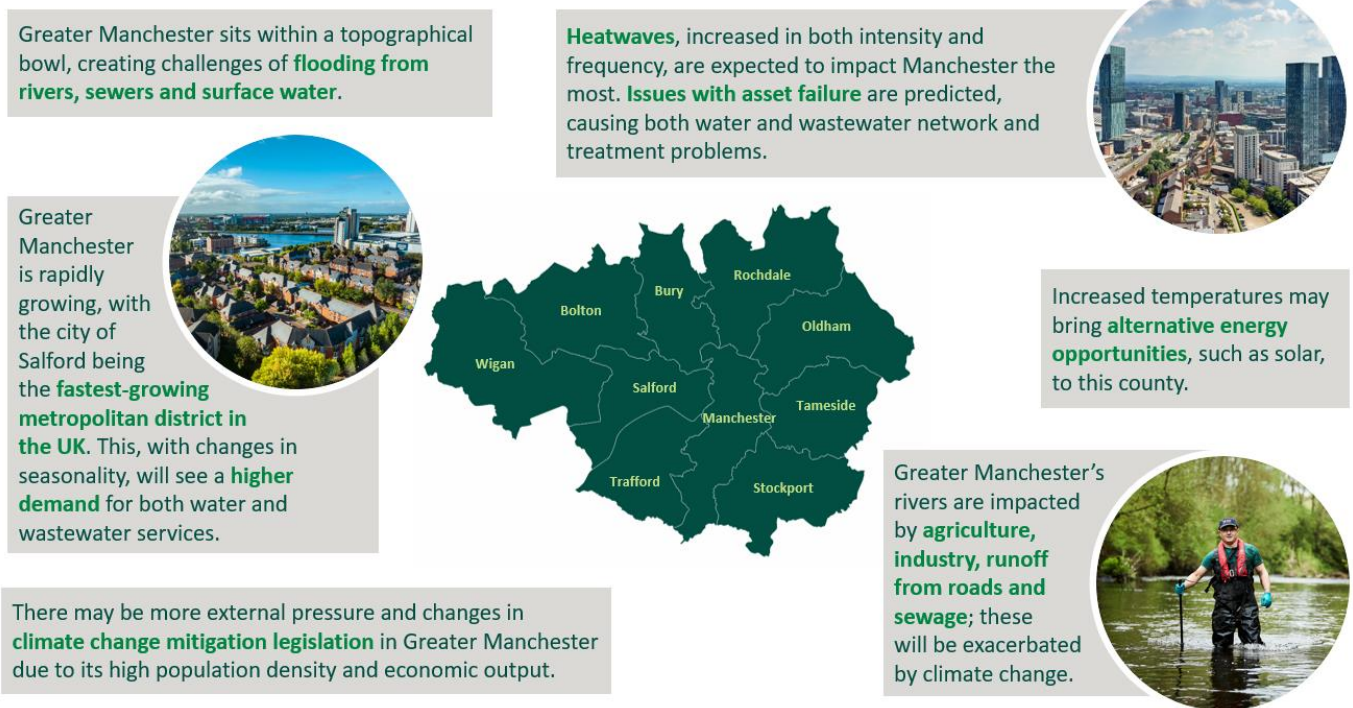 Greater Manchester sits within a topographical
bowl, creating challenges of flooding from
rivers, sewers and surface water.
Heatwaves, increased in both intensity and
frequency, are expected to impact Manchester the
most. Issues with asset failure are predicted,
causing both water and wastewater network and
treatment problems.
Greater
Manchester
is rapidly
growing, with
the city of
Salford being
the fastest-growing
metropolitan district in
the UK. This, with changes in
seasonality, will see a higher
demand for both water and
wastewater services.
Rochdale
Bury
Bolton
Oldham
Wigan
Salford
Tameside
Manchester
Trafford
Stockport
Increased temperatures may
bring alternative energy
opportunities, such as solar,
to this county.
Greater Manchester’s
rivers are impacted
by agriculture,
industry, runoff
from roads and
sewage; these
will be exacerbated
by climate change.
There may be more external pressure and changes in
climate change mitigation legislation in Greater Manchester
due to its high population density and economic output.